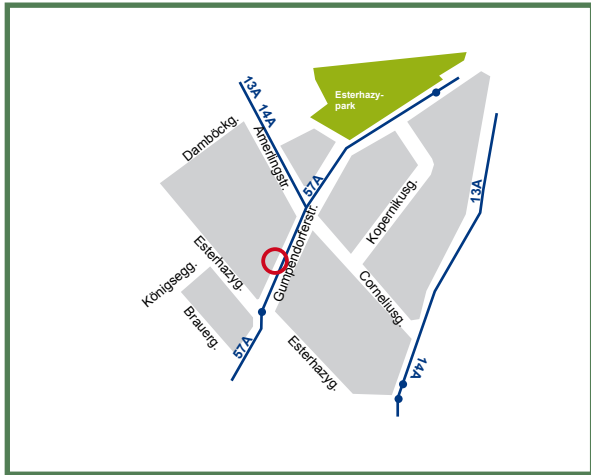 13A 14A
Esterhazy-
park
Damböckg.
Amerlingstr.
57A
Kopernikusg.
13A
Gumpendorferstr.
Esterhazyg.
Königsegg.
Brauerg.
Corneliusg.
57A
Esterhazyg.
14A